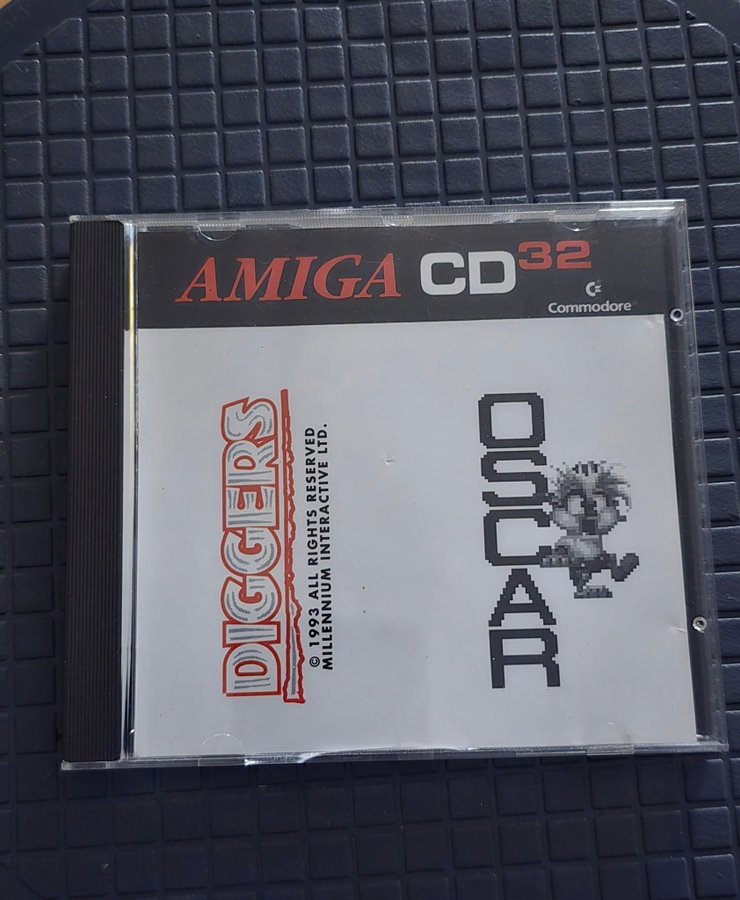 AMIGA CD32
Commodore
DIGGERS
© 1993 ALL RIGHTS RESERVED
MILLENNIUM INTERACTIVE LTD.
OSCAR